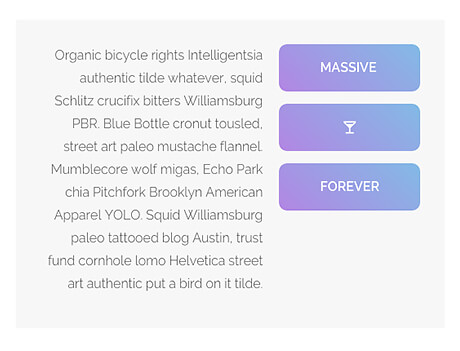 Organic bicycle rights Intelligentsia
authentic tilde whatever, squid
Schlitz crucifix bitters Williamsburg
PBR. Blue Bottle cronut tousled,
street art paleo mustache flannel.
Mumblecore wolf migas, Echo Park
chia Pitchfork Brooklyn American
Apparel YOLO. Squid Williamsburg
paleo tattooed blog Austin, trust
fund cornhole lomo Helvetica street
art authentic put a bird on it tilde.
MASSIVE
FOREVER